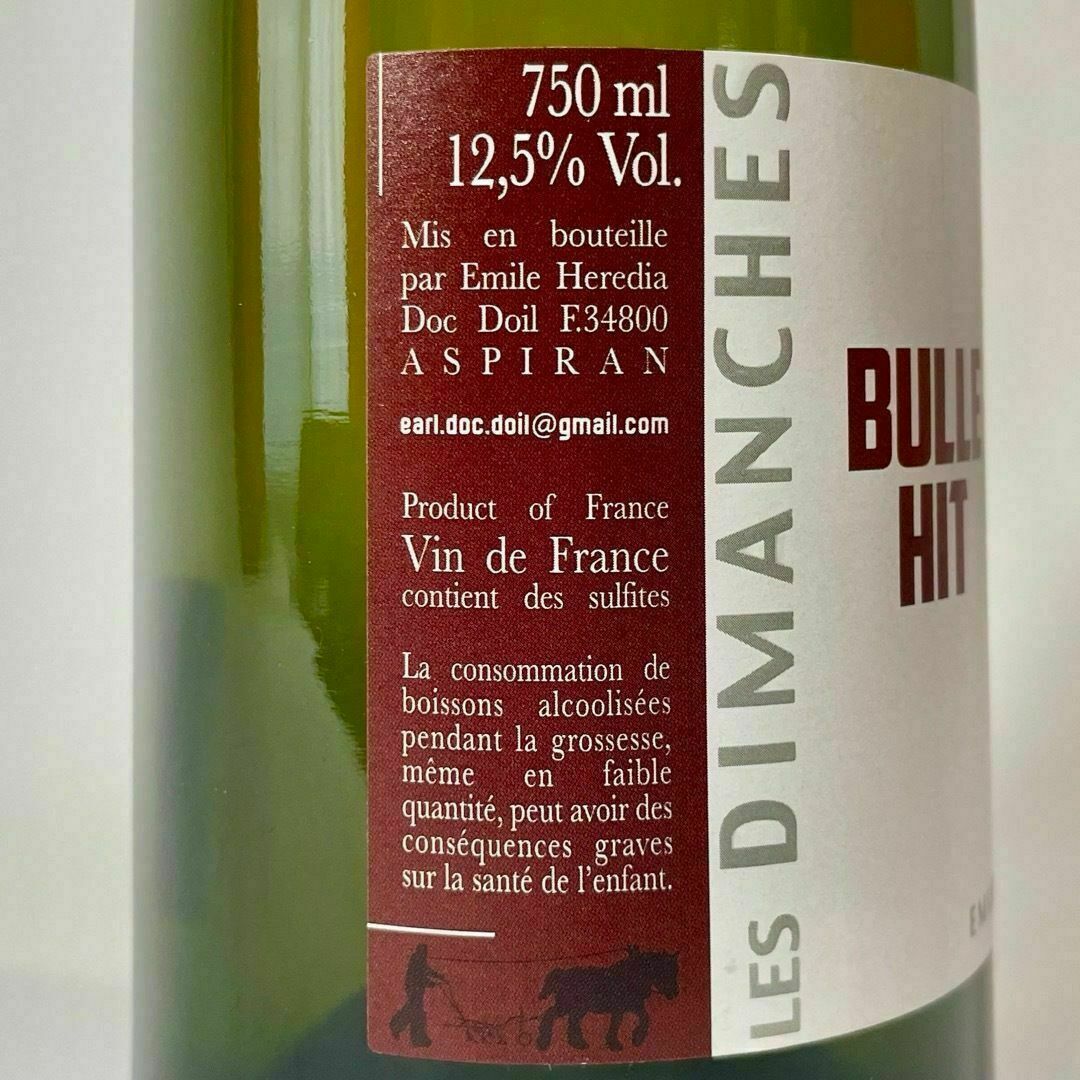 750 ml
12,5% Vol.
Mis en bouteille
par Emile Heredia
Doc Doil F.34800
ASPIRAN
earl.doc.doil@gmail.com
Product of France
Vin de France
contient des sulfites
La consommation de
boissons alcoolisées
pendant la grossesse,
même en faible
quantité, peut avoir des
conséquences graves
sur la santé de l'enfant.
LES DIMANCHES
BULLE
HIT